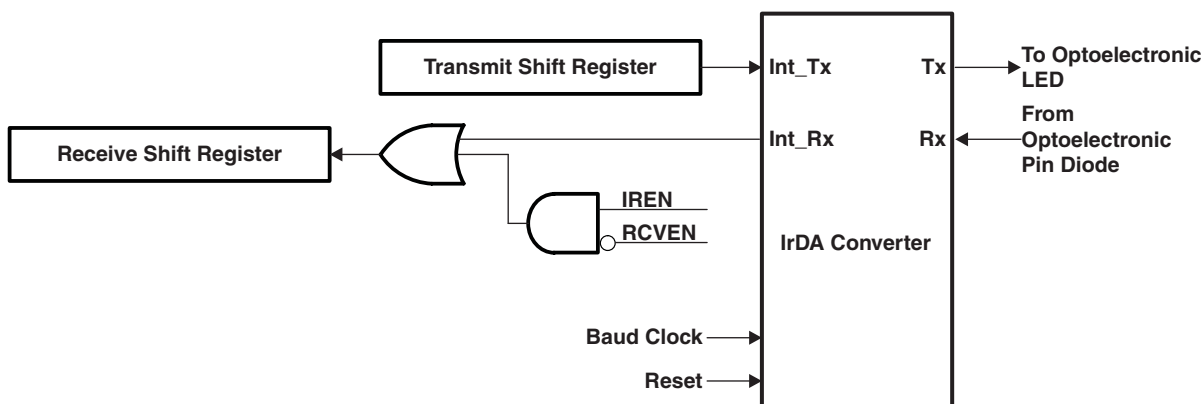 Transmit Shift Register
Int_Tx
Tx
To Optoelectronic
LED
Receive Shift Register
Int_Rx
Rx
From
Optoelectronic
Pin Diode
IREN
RCVEN
IrDA Converter
Baud Clock
Reset